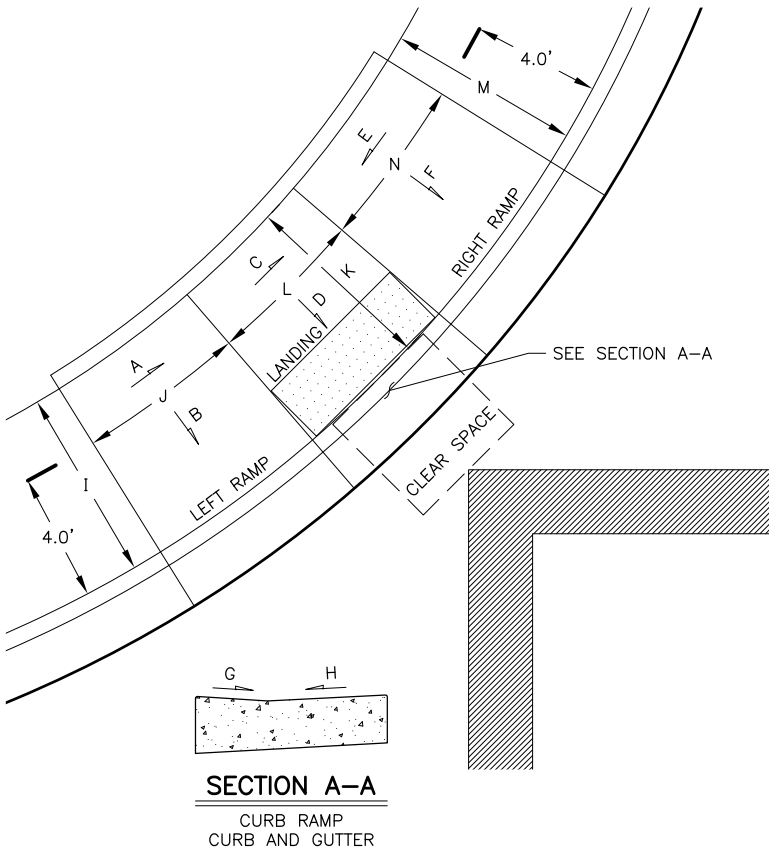 4.0'
M
E
N
F
RIGHT RAMP
C
K
L
D
LANDING
SEE SECTION A-A
A
J
B
CLEAR SPACE
LEFT RAMP
I
4.0'
G
H
SECTION A-A
CURB RAMP
CURB AND GUTTER